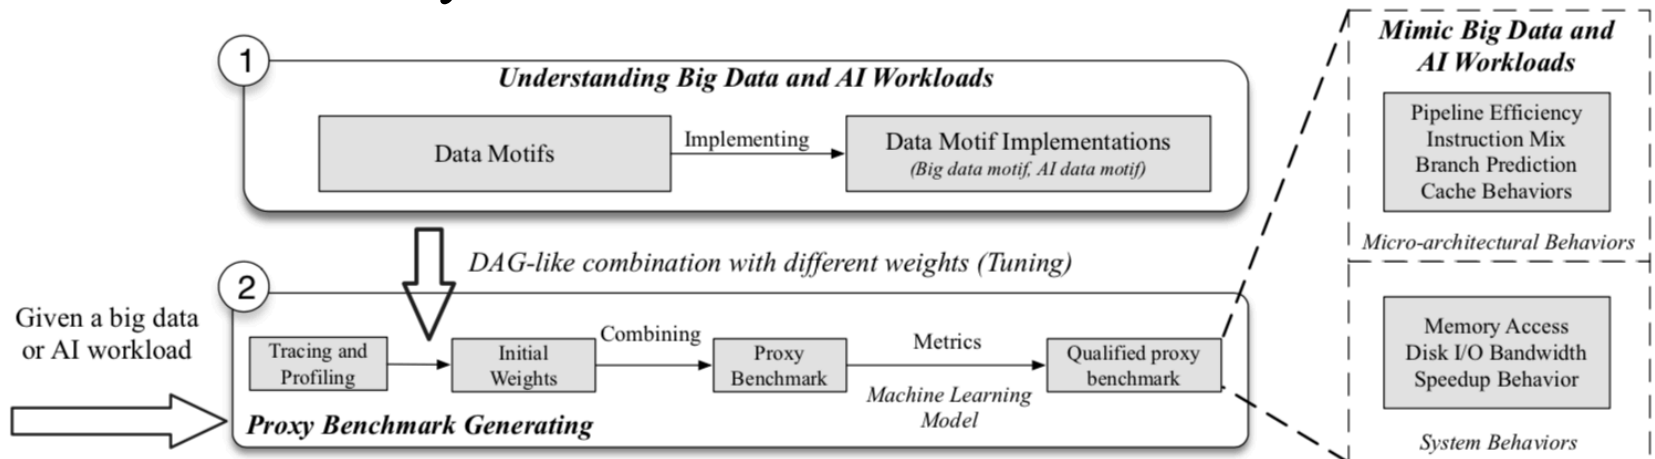 1
Understanding Big Data and AI Workloads
Data Motifs
Implementing
Data Motif Implementations
(Big data motif, AI data motif)
DAG-like combination with different weights (Tuning)
2
Given a big data
or AI workload
Tracing and
Profiling
Initial
Weights
Combining
Proxy
Benchmark
Metrics
Machine Learning
Model
Qualified proxy
benchmark
Proxy Benchmark Generating
Mimic Big Data and
AI Workloads
Pipeline Efficiency
Instruction Mix
Branch Prediction
Cache Behaviors
Micro-architectural Behaviors
Memory Access
Disk I/O Bandwidth
Speedup Behavior
System Behaviors